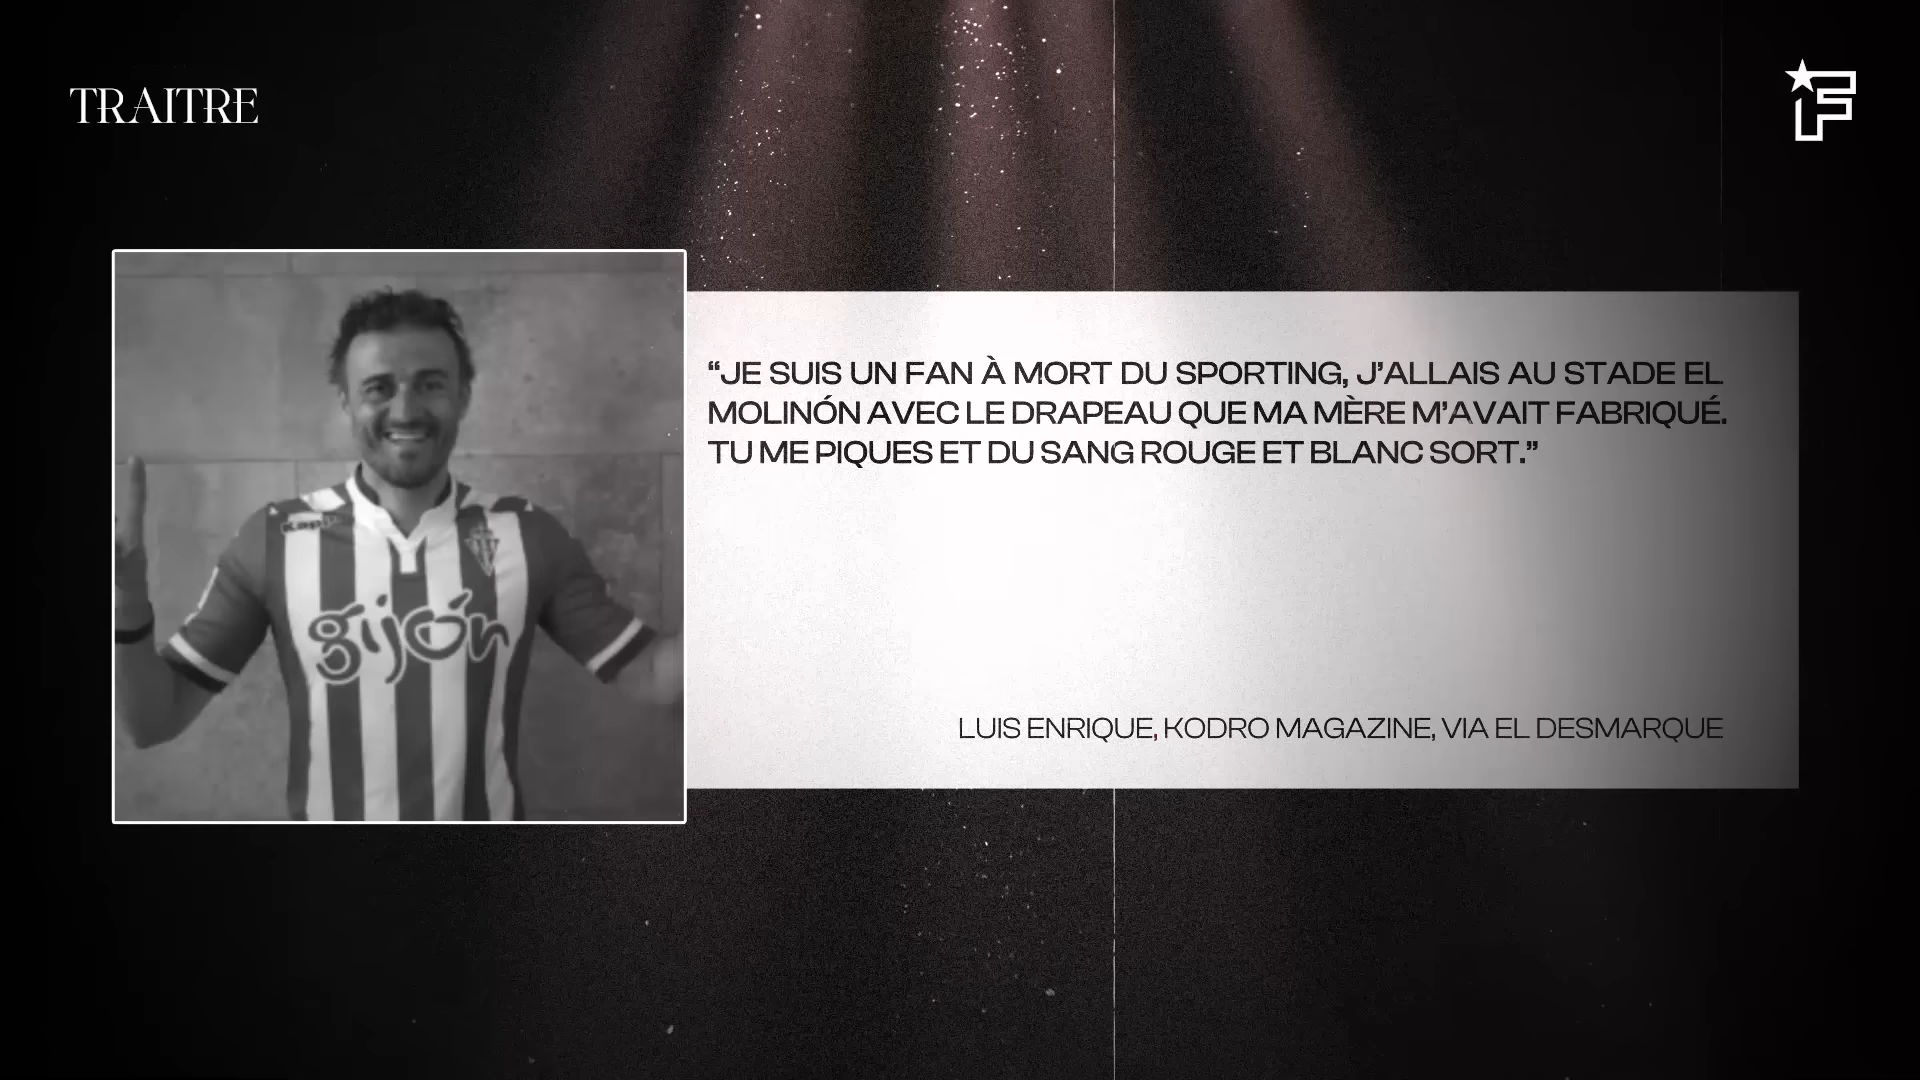 TRAITRE
“JE SUIS UN FAN À MORT DU SPORTING, J’ALLAIS AU STADE EL
MOLINÓN AVEC LE DRAPEAU QUE MA MÈRE M’AVAIT FABRIQUÉ.
TU ME PIQUES ET DU SANG ROUGE ET BLANC SORT.”
Kappa
gijón
LUIS ENRIQUE, KODRO MAGAZINE, VIA EL DESMARQUE